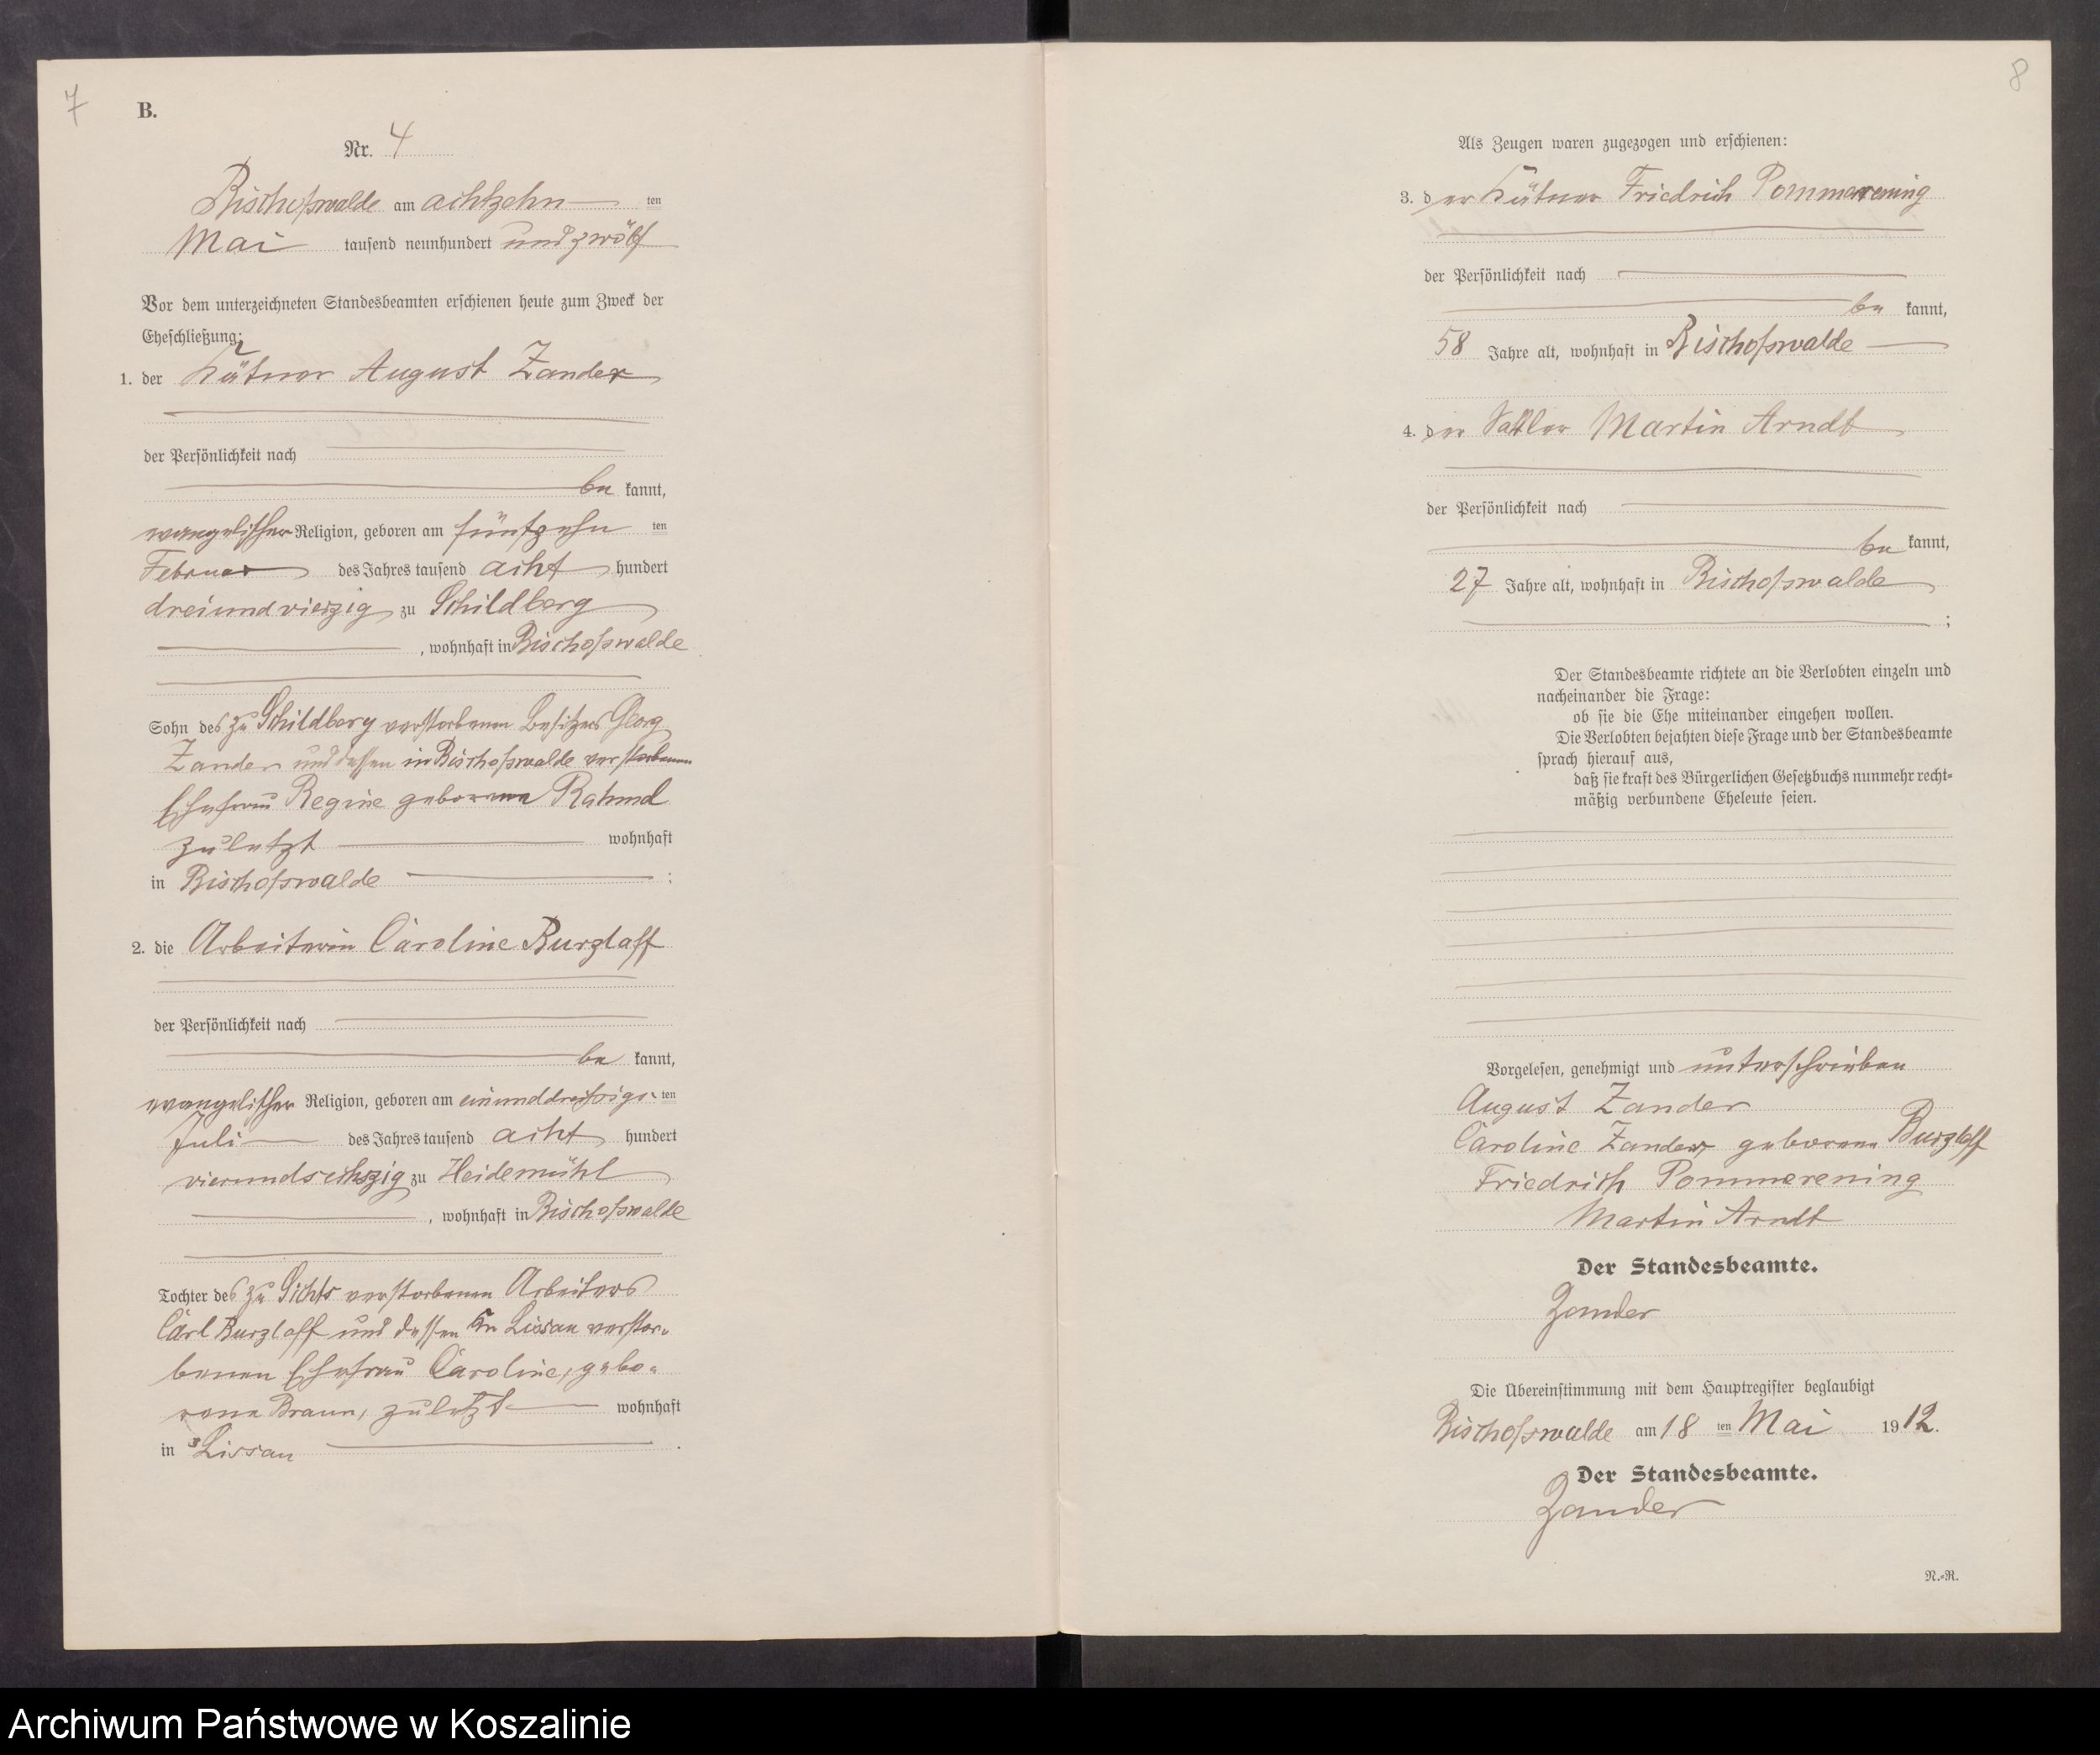 7
B.
Nr. 4
Bischofswalde am achtzehn ten
Mai tausend neunhundert und zwölf
Vor dem unterzeichneten Standesbeamten erschienen heute zum Zweck der
Eheschließung:
1. der Kätner August Zander
der Persönlichkeit nach
be kannt,
evangelischer Religion, geboren am fünfzehn ten
Februar des Jahres tausend acht hundert
dreiundvierzig zu Schildberg
, wohnhaft in Bischofswalde
Sohn des zu Schildberg verstorbenen Besitzers Georg
Zander und dessen in Bischofswalde verstorbenen
Ehefrau Regine geborene
zuletzt wohnhaft
in Bischofswalde ;
2. die Arbeiterin Caroline Burzlaff
der Persönlichkeit nach
be kannt,
evangelischer Religion, geboren am einunddreißigs- ten
Juli des Jahres tausend acht hundert
vierundsechszig zu Heidemühl
, wohnhaft in Bischofswalde
Tochter des zu verstorbenen Arbeiters
Carl Burzlaff und dessen in Lissau verstor-
benen Ehefrau Caroline, gebo-
rene Braun, zuletzt wohnhaft
in Lissau .
8
Als Zeugen waren zugezogen und erschienen:
3. der Kätner Friedrich Pommerening
der Persönlichkeit nach
be kannt,
58 Jahre alt, wohnhaft in Bischofswalde
4. der Sattler Martin Arndt
der Persönlichkeit nach
be kannt,
27 Jahre alt, wohnhaft in Bischofswalde
;
Der Standesbeamte richtete an die Verlobten einzeln und
nacheinander die Frage:
ob sie die Ehe miteinander eingehen wollen.
Die Verlobten bejahten diese Frage und der Standesbeamte
sprach hierauf aus,
daß sie kraft des Bürgerlichen Gesetzbuchs nunmehr recht-
mäßig verbundene Eheleute seien.
Vorgelesen, genehmigt und unterschrieben
August Zander
Caroline Zander geborene Burzlaff
Friedrich Pommerening
Martin Arndt
Der Standesbeamte.
Zander
Die Übereinstimmung mit dem Hauptregister beglaubigt
Bischofswalde am 18 ten Mai 1912.
Der Standesbeamte.
Zander
N.-R.
Archiwum Państwowe w Koszalinie